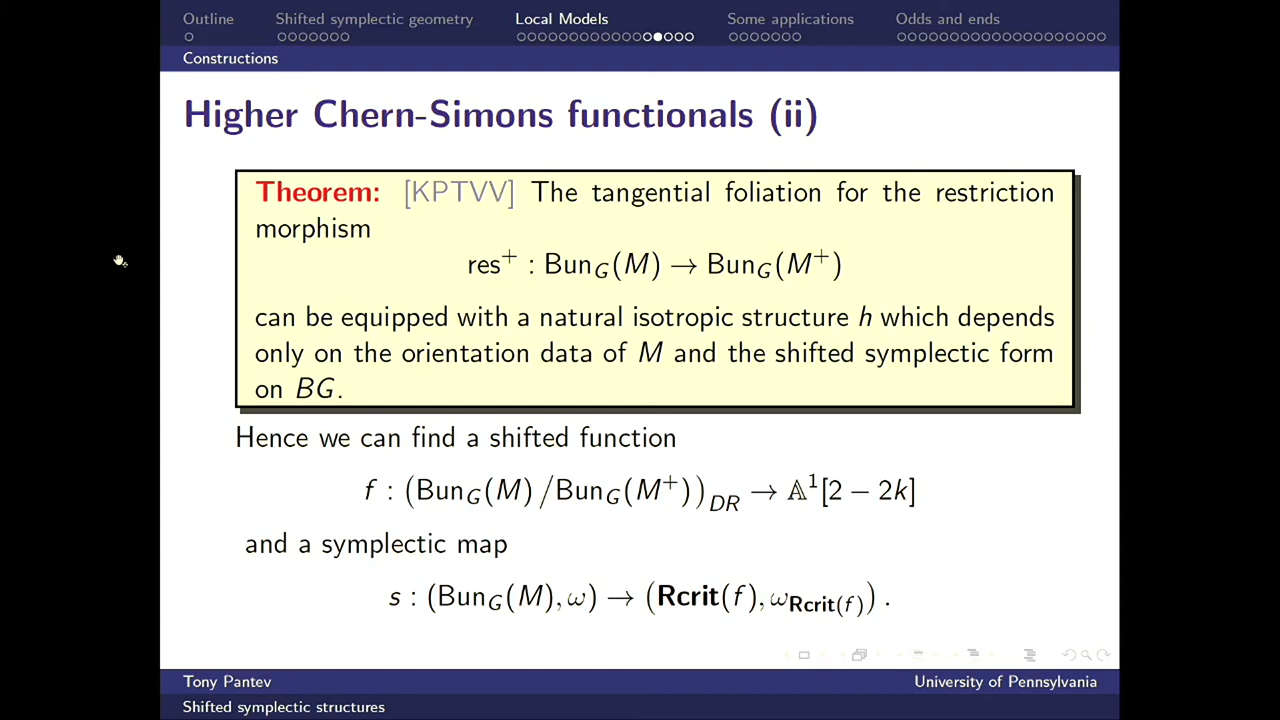 Outline Shifted symplectic geometry Local Models Some applications Odds and ends
Constructions
Higher Chern-Simons functionals (ii)
Theorem: [KPTVV] The tangential foliation for the restriction
morphism
res⁺ : Bun_G(M) → Bun_G(M⁺)
can be equipped with a natural isotropic structure h which depends
only on the orientation data of M and the shifted symplectic form
on BG.
Hence we can find a shifted function
f : (Bun_G(M) / Bun_G(M⁺))_DR → 𝔸¹[2 − 2k]
and a symplectic map
s : (Bun_G(M), ω) → (Rcrit(f), ω_Rcrit(f)) .
Tony Pantev University of Pennsylvania
Shifted symplectic structures